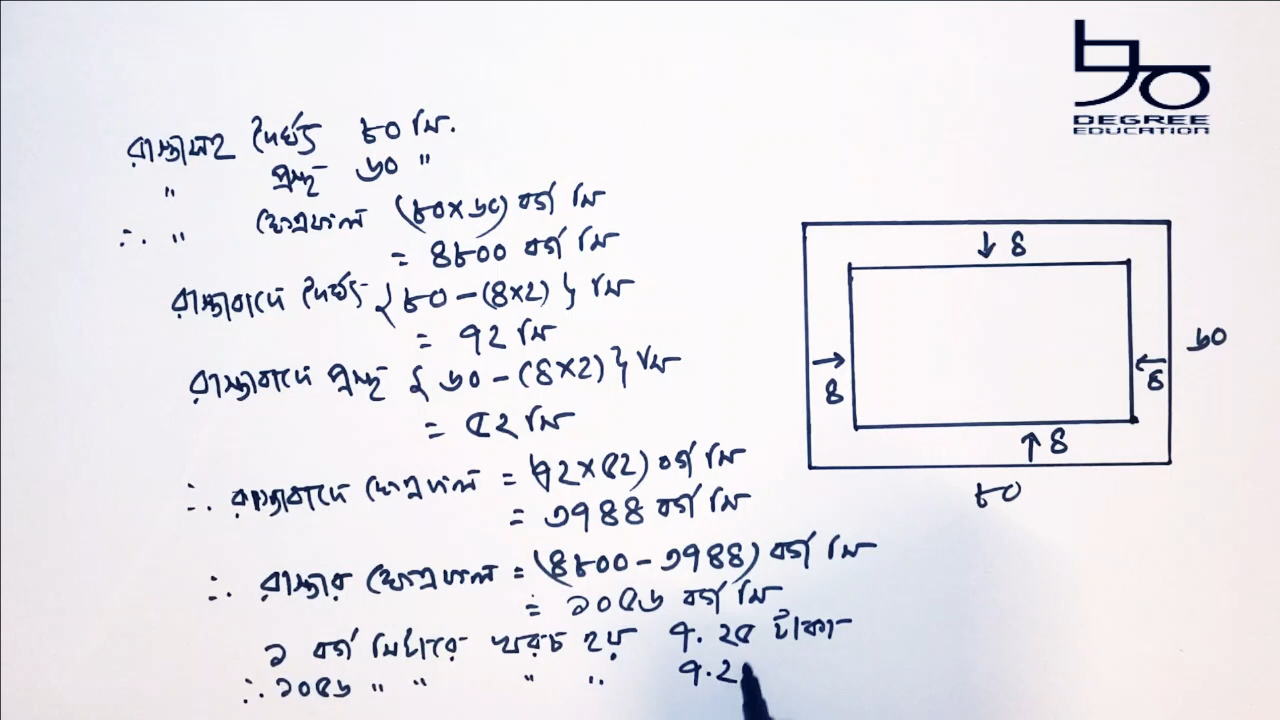 ৮০
DEGREE
EDUCATION
রাস্তাসহ দৈর্ঘ্য ৮০ মি.
" প্রস্থ ৬০ "
∴ " ক্ষেত্রফল (৮০×৬০) বর্গ মি
= ৪৮০০ বর্গ মি
রাস্তাবাদে দৈর্ঘ্য {৮০ - (৪×২)} মি
= ৭২ মি
রাস্তাবাদে প্রস্থ {৬০ - (৪×২)} মি
= ৫২ মি
∴ রাস্তাবাদে ক্ষেত্রফল = (৭২×৫২) বর্গ মি
= ৩৭৪৪ বর্গ মি
∴ রাস্তার ক্ষেত্রফল = (৪৮০০ - ৩৭৪৪) বর্গ মি
= ১০৫৬ বর্গ মি
১ বর্গ মিটারে খরচ হয় ৭.২৫ টাকা
∴ ১০৫৬ " " " " ৭.২
৪
৬০
৪
৪
৪
৮০